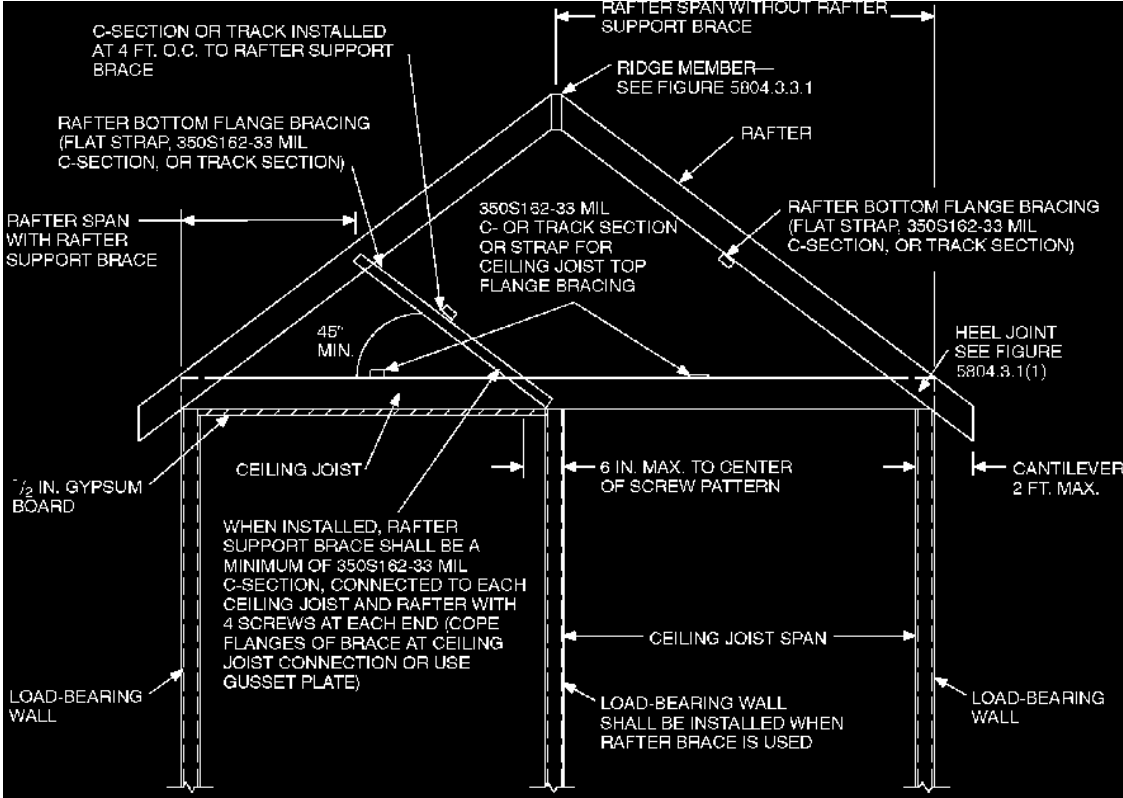 RAFTER SPAN WITHOUT RAFTER
SUPPORT BRACE
C-SECTION OR TRACK INSTALLED
AT 4 FT. O.C. TO RAFTER SUPPORT
BRACE
RIDGE MEMBER—
SEE FIGURE 5804.3.3.1
RAFTER BOTTOM FLANGE BRACING
(FLAT STRAP, 350S162-33 MIL
C-SECTION, OR TRACK SECTION)
RAFTER
RAFTER SPAN
WITH RAFTER
SUPPORT BRACE
350S162-33 MIL
C- OR TRACK SECTION
OR STRAP FOR
CEILING JOIST TOP
FLANGE BRACING
RAFTER BOTTOM FLANGE BRACING
(FLAT STRAP, 350S162-33 MIL
C-SECTION, OR TRACK SECTION)
45°
MIN.
HEEL JOINT
SEE FIGURE
5804.3.1(1)
CEILING JOIST
6 IN. MAX. TO CENTER
OF SCREW PATTERN
CANTILEVER
2 FT. MAX.
1/2 IN. GYPSUM
BOARD
WHEN INSTALLED, RAFTER
SUPPORT BRACE SHALL BE A
MINIMUM OF 350S162-33 MIL
C-SECTION, CONNECTED TO EACH
CEILING JOIST AND RAFTER WITH
4 SCREWS AT EACH END (COPE
FLANGES OF BRACE AT CEILING
JOIST CONNECTION OR USE
GUSSET PLATE)
CEILING JOIST SPAN
LOAD-BEARING
WALL
LOAD-BEARING WALL
SHALL BE INSTALLED WHEN
RAFTER BRACE IS USED
LOAD-BEARING
WALL